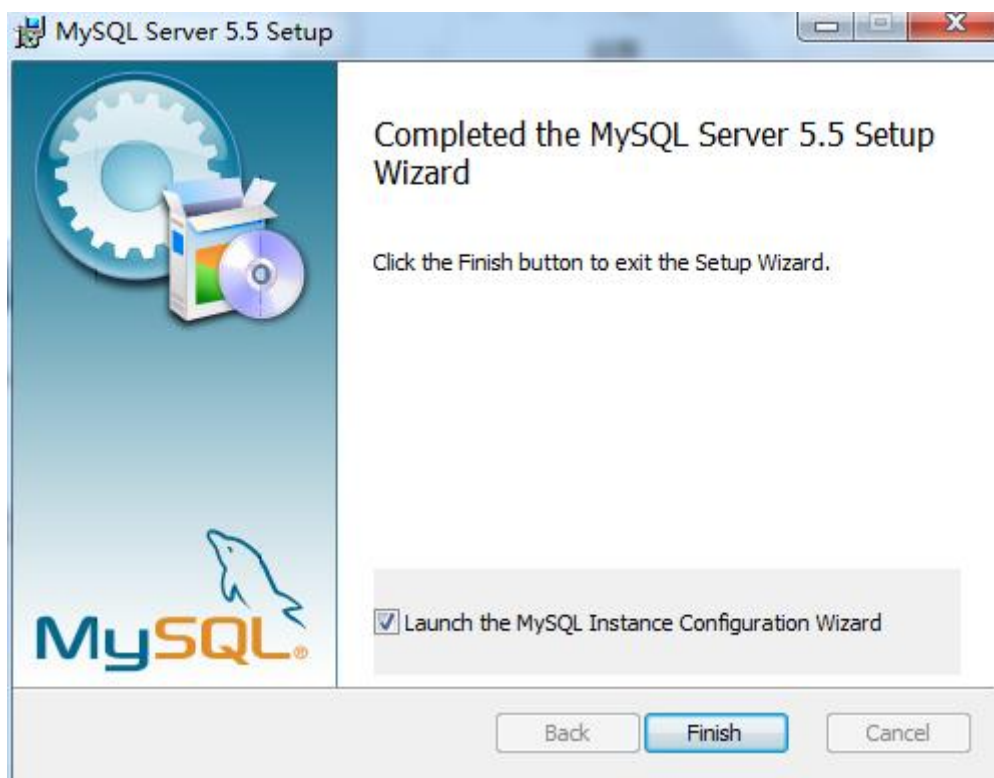 MySQL Server 5.5 Setup
Completed the MySQL Server 5.5 Setup
Wizard
Click the Finish button to exit the Setup Wizard.
MySQL®
Launch the MySQL Instance Configuration Wizard
Back
Finish
Cancel